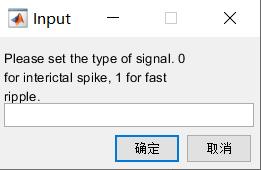 Input
Please set the type of signal. 0
for interictal spike, 1 for fast
ripple.
确定 取消